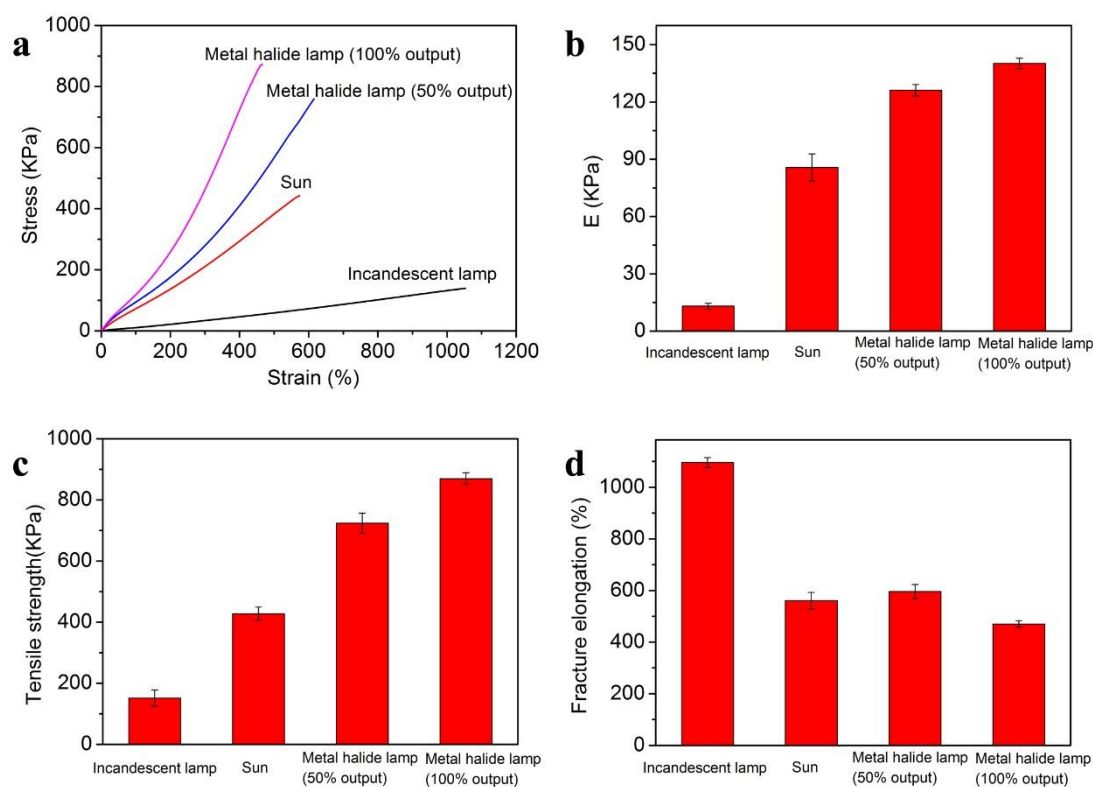 a
1000
800
600
400
200
0
Stress (KPa)
Metal halide lamp (100% output)
Metal halide lamp (50% output)
Sun
Incandescent lamp
0 200 400 600 800 1000 1200
Strain (%)
b
150
120
90
60
30
0
E (KPa)
Incandescent lamp
Sun
Metal halide lamp
(50% output)
Metal halide lamp
(100% output)
c
1000
800
600
400
200
0
Tensile strength(KPa)
Incandescent lamp
Sun
Metal halide lamp
(50% output)
Metal halide lamp
(100% output)
d
1000
800
600
400
200
0
Fracture elongation (%)
Incandescent lamp
Sun
Metal halide lamp
(50% output)
Metal halide lamp
(100% output)